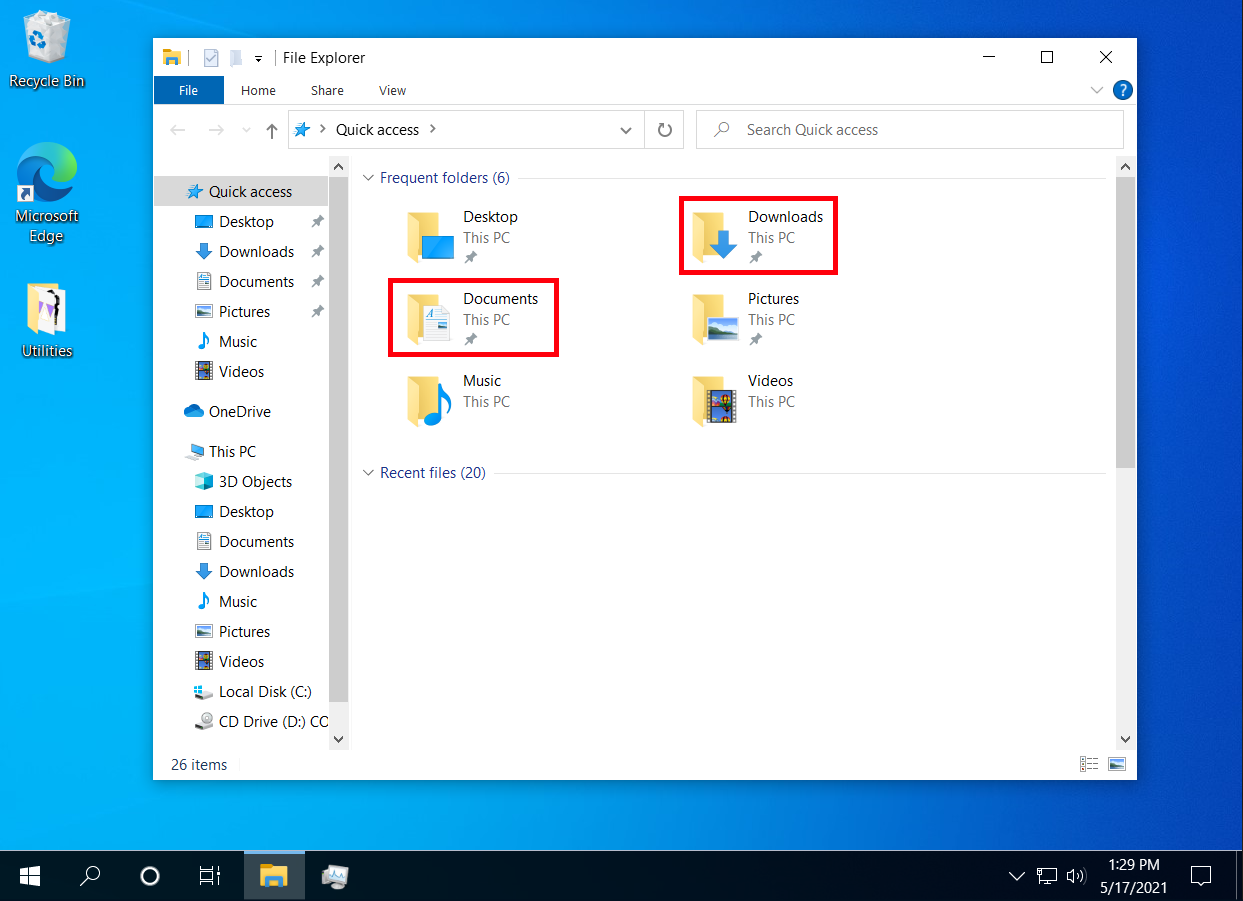 Recycle Bin
Microsoft
Edge
Utilities
File Explorer
File Home Share View
?
Quick access
Search Quick access
Quick access
Desktop
Downloads
Documents
Pictures
Music
Videos
OneDrive
This PC
3D Objects
Desktop
Documents
Downloads
Music
Pictures
Videos
Local Disk (C:)
CD Drive (D:) CO
Frequent folders (6)
Desktop
This PC
Downloads
This PC
Documents
This PC
Pictures
This PC
Music
This PC
Videos
This PC
Recent files (20)
26 items
1:29 PM
5/17/2021